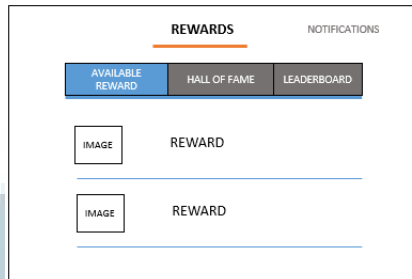 REWARDS
NOTIFICATIONS
AVAILABLE
REWARD
HALL OF FAME
LEADERBOARD
IMAGE
REWARD
IMAGE
REWARD